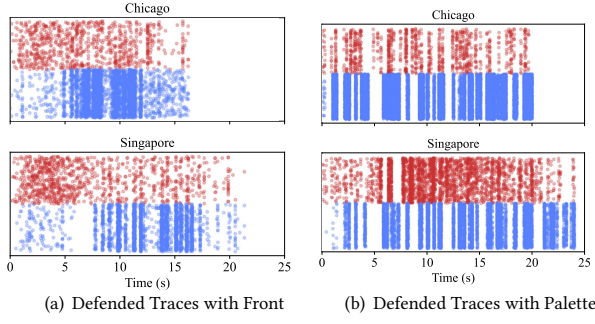 Chicago
Chicago
Singapore
Singapore
0 5 10 15 20 25
0 5 10 15 20 25
Time (s)
Time (s)
(a) Defended Traces with Front
(b) Defended Traces with Palette